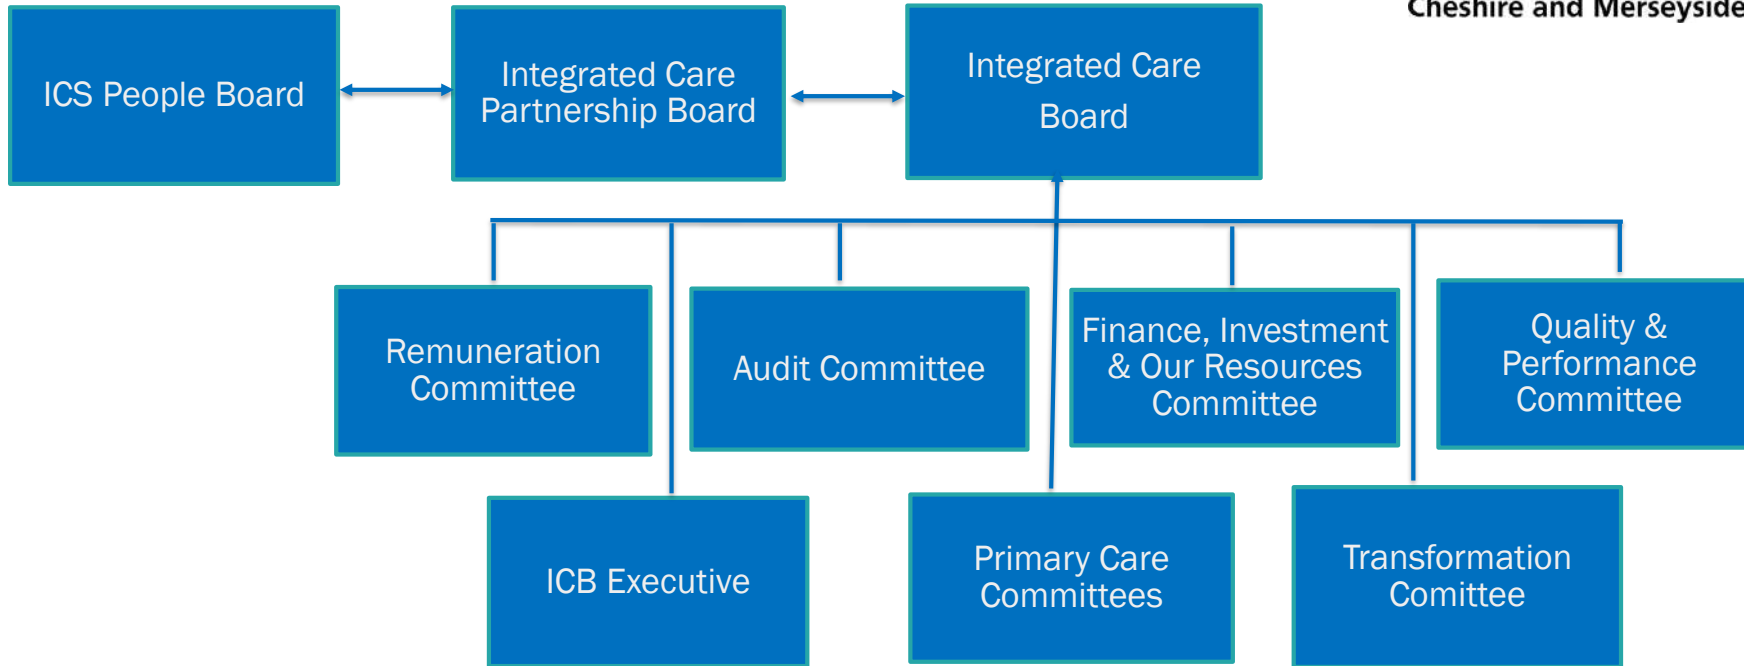 Cheshire and Merseyside
ICS People Board
Integrated Care
Partnership Board
Integrated Care
Board
Remuneration
Committee
Audit Committee
Finance, Investment
& Our Resources
Committee
Quality &
Performance
Committee
ICB Executive
Primary Care
Committees
Transformation
Comittee